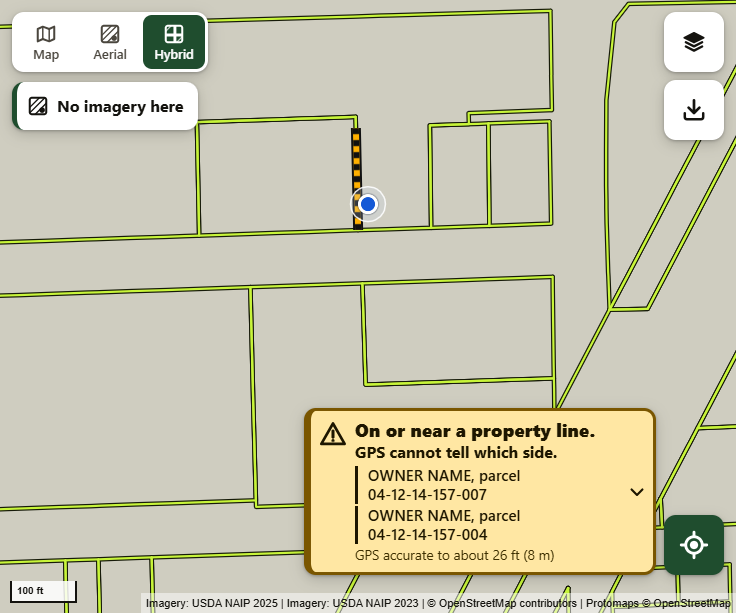 Map
Aerial
Hybrid
No imagery here
On or near a property line.
GPS cannot tell which side.
OWNER NAME, parcel
04-12-14-157-007
OWNER NAME, parcel
04-12-14-157-004
GPS accurate to about 26 ft (8 m)
100 ft
Imagery: USDA NAIP 2025 | Imagery: USDA NAIP 2023 | © OpenStreetMap contributors | Protomaps © OpenStreetMap